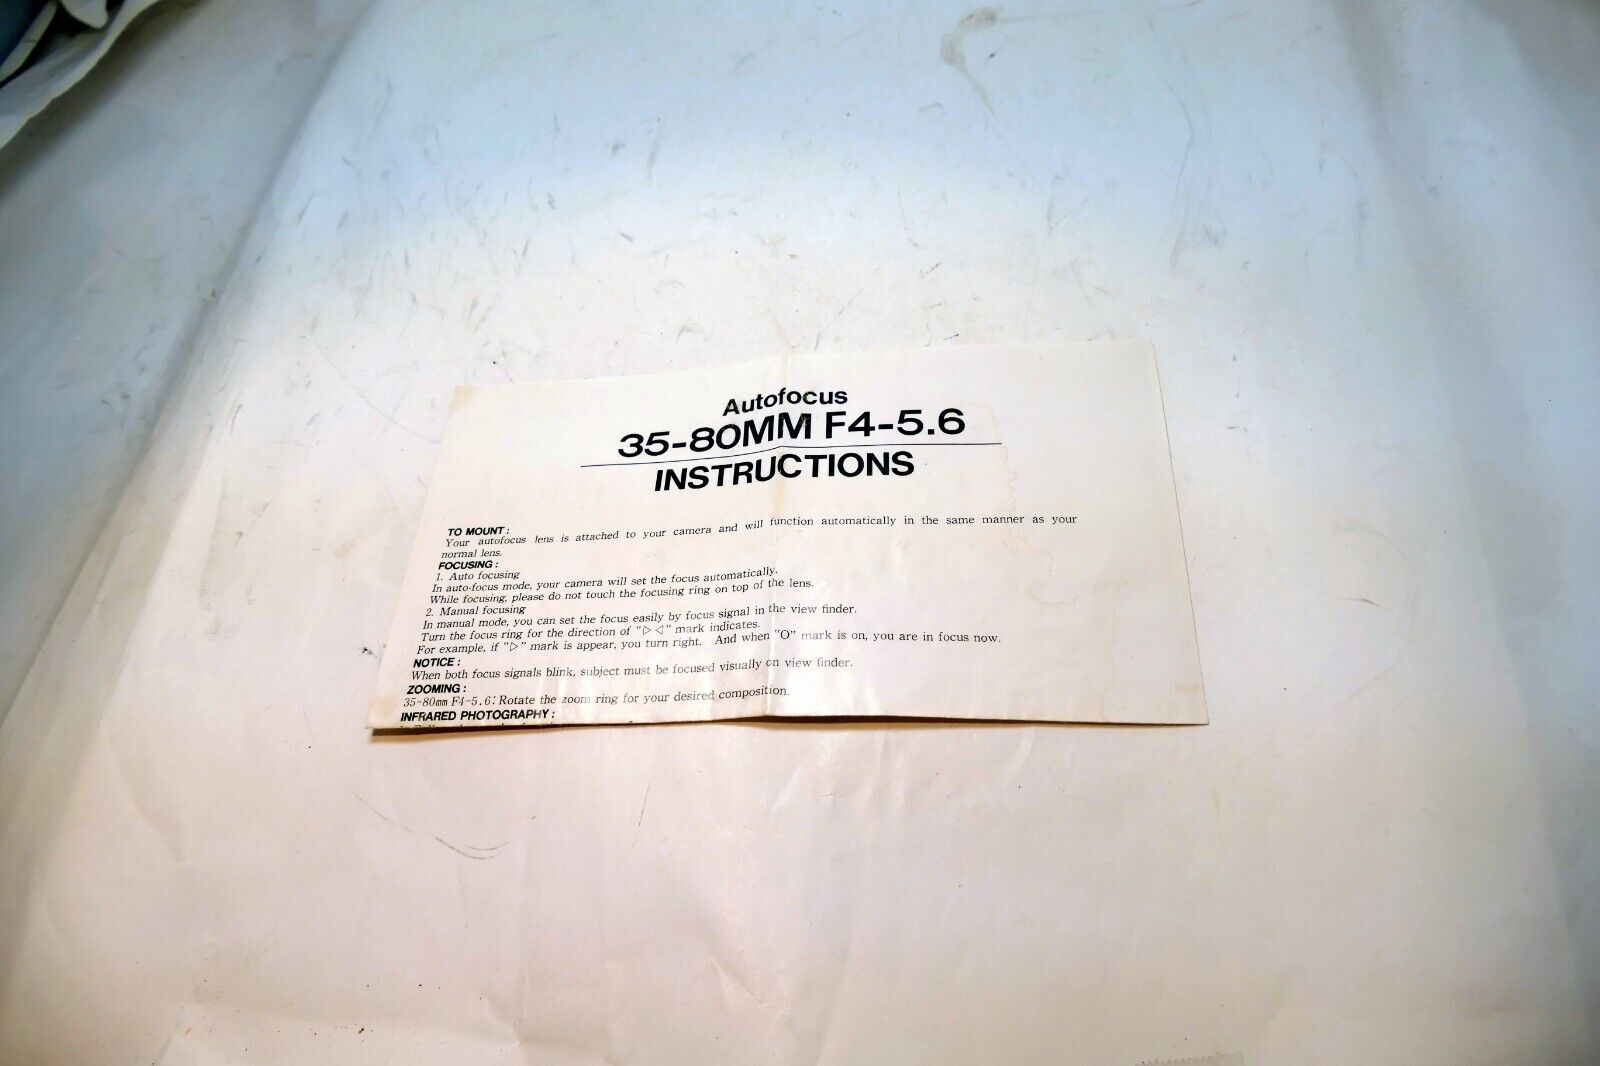 Autofocus
35-80MM F4-5.6
INSTRUCTIONS
TO MOUNT:
Your autofocus lens is attached to your camera and will function automatically in the same manner as your
normal lens.
FOCUSING:
1. Auto focusing
In auto-focus mode, your camera will set the focus automatically.
While focusing, please do not touch the focusing ring on top of the lens.
2. Manual focusing
In manual mode, you can set the focus easily by focus signal in the view finder.
Turn the focus ring for the direction of "▷◁" mark indicates.
For example, if "▷" mark is appear, you turn right. And when "O" mark is on, you are in focus now.
NOTICE:
When both focus signals blink, subject must be focused visually on view finder.
ZOOMING:
35-80mm F4-5.6: Rotate the zoom ring for your desired composition.
INFRARED PHOTOGRAPHY: